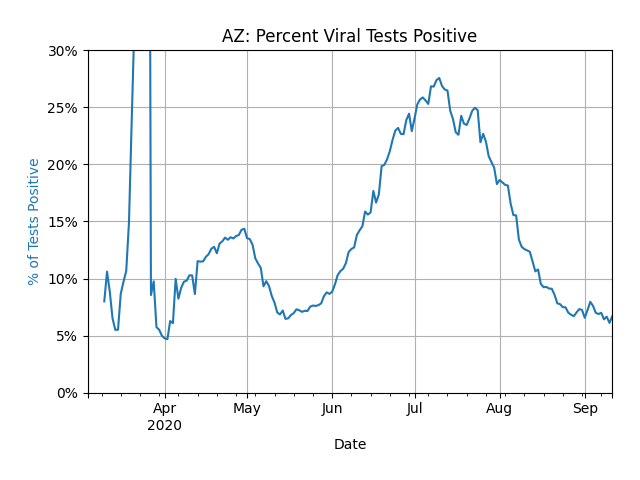 AZ: Percent Viral Tests Positive
30%
25%
20%
15%
10%
5%
0%
% of Tests Positive
Apr May Jun Jul Aug Sep
2020
Date